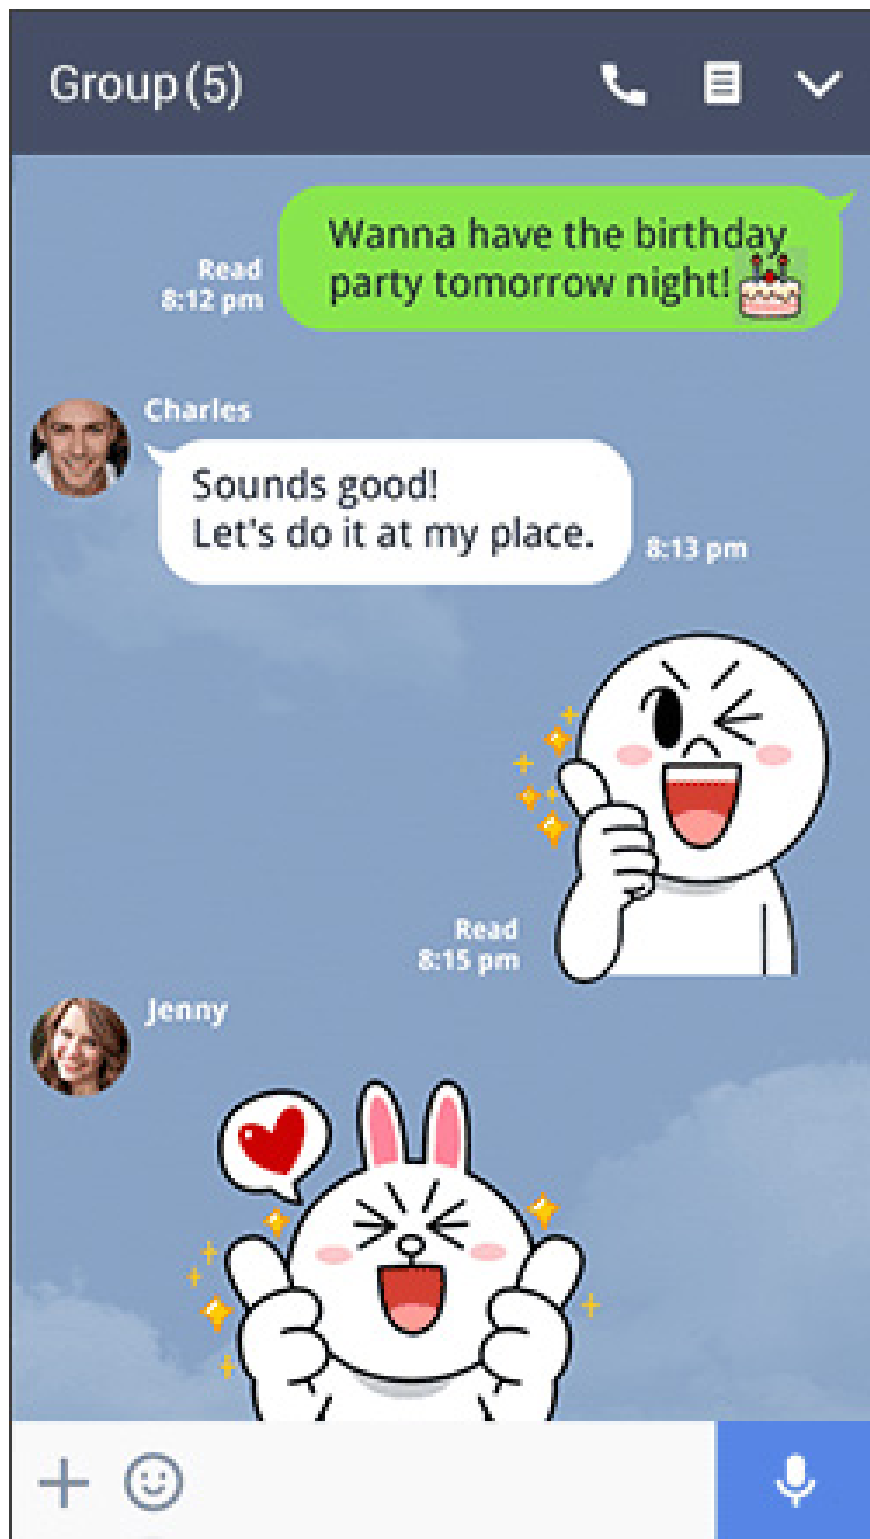 Group(5)
Wanna have the birthday
party tomorrow night!
Read
8:12 pm
Charles
Sounds good!
Let's do it at my place.
8:13 pm
Read
8:15 pm
Jenny